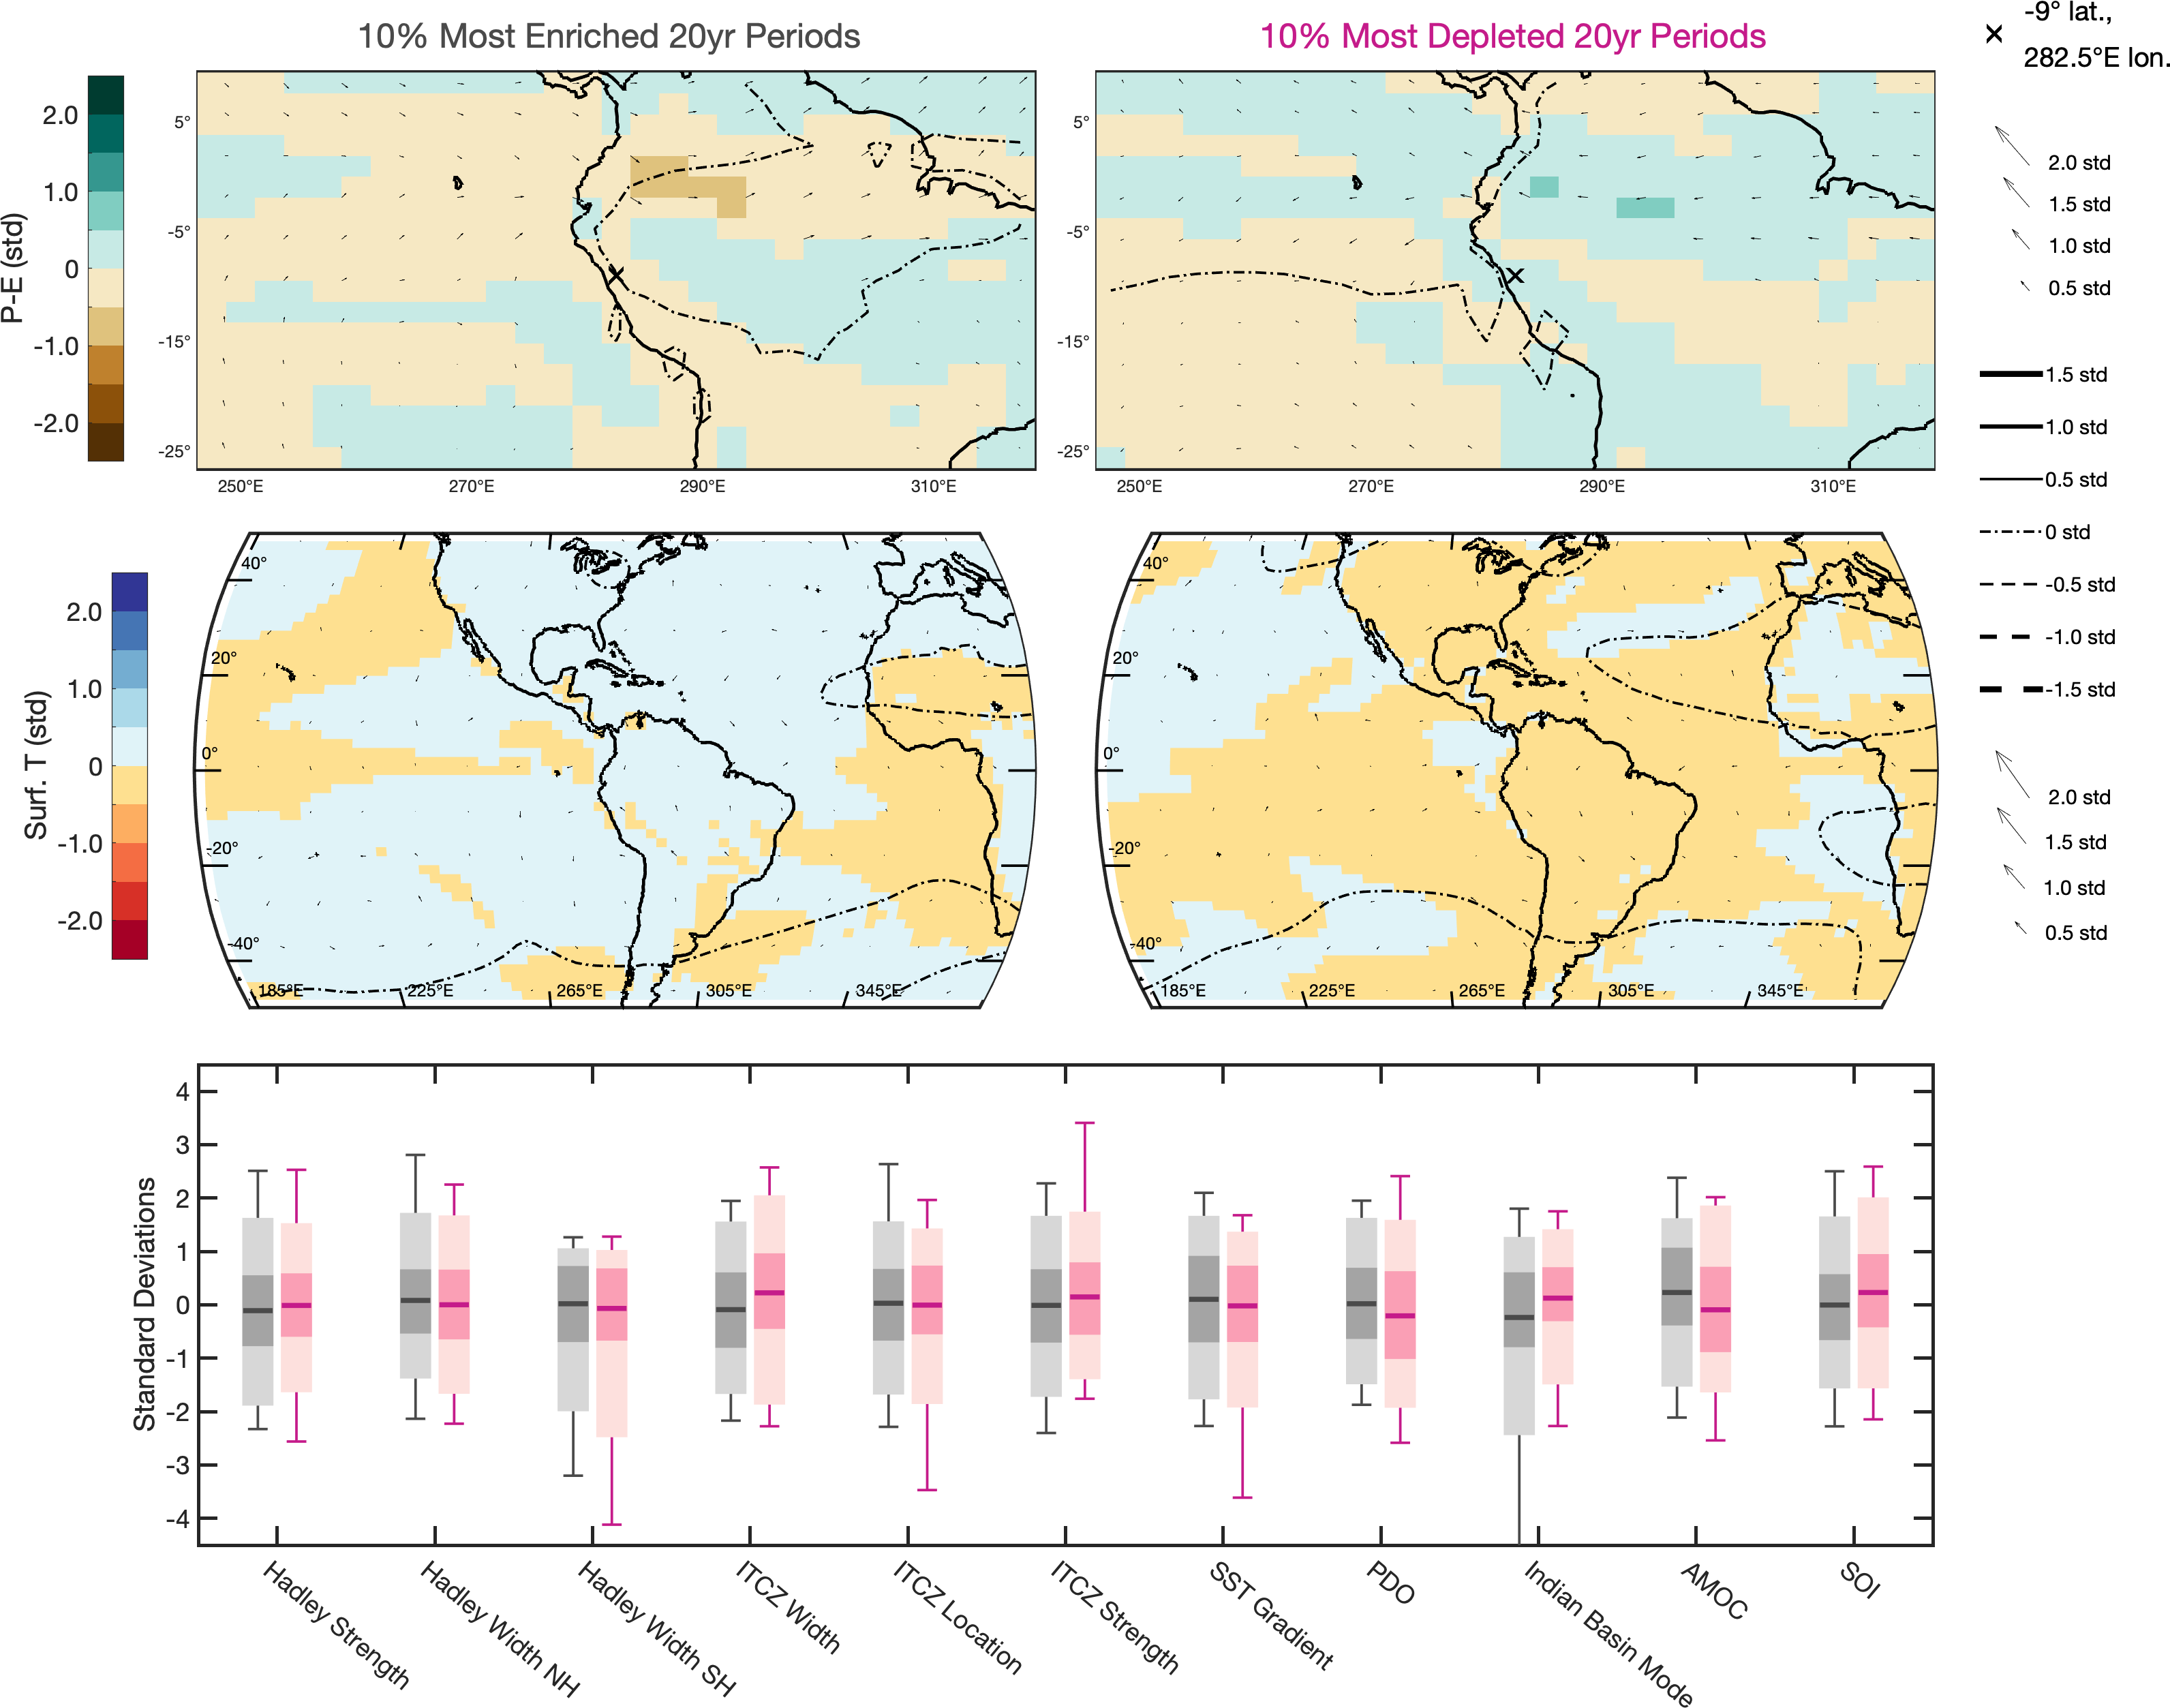 10% Most Enriched 20yr Periods
10% Most Depleted 20yr Periods
-9° lat.,
282.5°E lon.
P-E (std)
2.0
1.0
0
-1.0
-2.0
5°
-5°
-15°
-25°
250°E 270°E 290°E 310°E
5°
-5°
-15°
-25°
250°E 270°E 290°E 310°E
2.0 std
1.5 std
1.0 std
0.5 std
1.5 std
1.0 std
0.5 std
0 std
-0.5 std
-1.0 std
-1.5 std
Surf. T (std)
2.0
1.0
0
-1.0
-2.0
40°
20°
0°
-20°
-40°
185°E 225°E 265°E 305°E 345°E
40°
20°
0°
-20°
-40°
185°E 225°E 265°E 305°E 345°E
2.0 std
1.5 std
1.0 std
0.5 std
Standard Deviations
4
3
2
1
0
-1
-2
-3
-4
Hadley Strength
Hadley Width NH
Hadley Width SH
ITCZ Width
ITCZ Location
ITCZ Strength
SST Gradient
PDO
Indian Basin Mode
AMOC
SOI